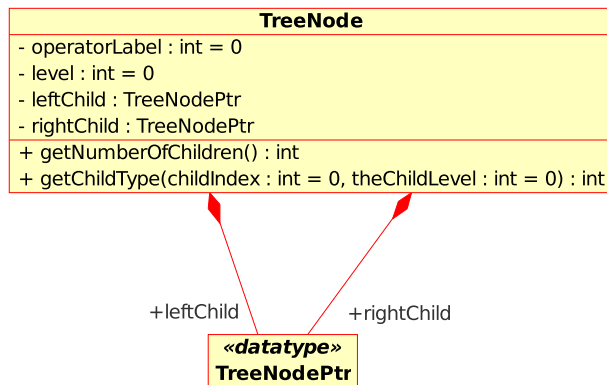 TreeNode
- operatorLabel : int = 0
- level : int = 0
- leftChild : TreeNodePtr
- rightChild : TreeNodePtr
+ getNumberOfChildren() : int
+ getChildType(childIndex : int = 0, theChildLevel : int = 0) : int
+leftChild
+rightChild
«datatype»
TreeNodePtr